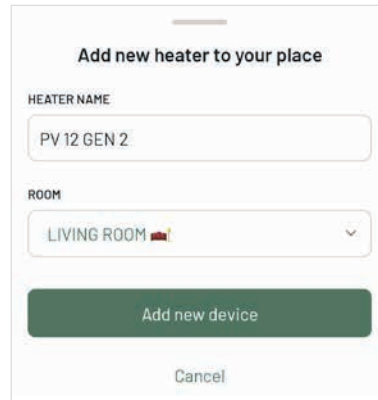 Add new heater to your place
HEATER NAME
PV 12 GEN 2
ROOM
LIVING ROOM 🛋️
Add new device
Cancel